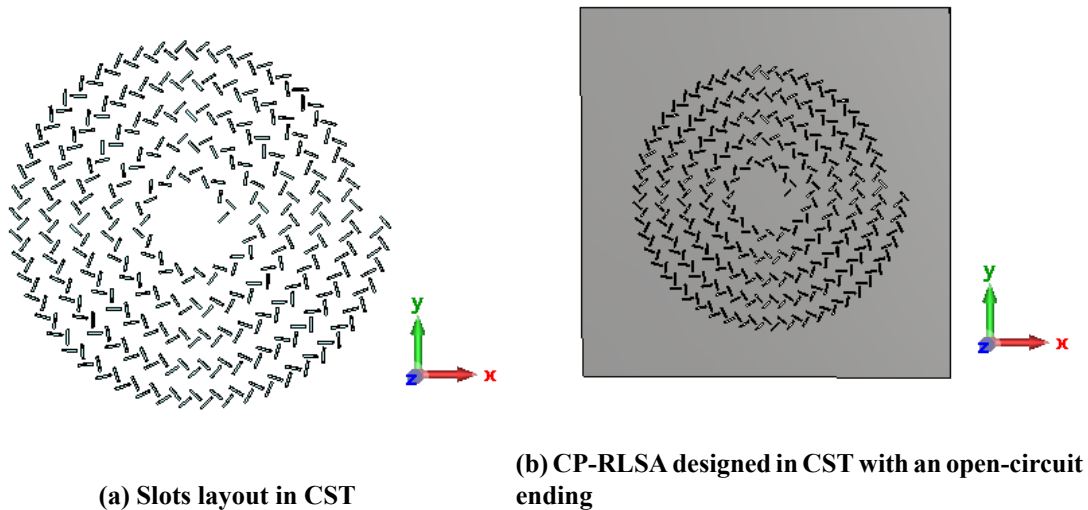 y
z
x
y
z
x
(a) Slots layout in CST
(b) CP-RLSA designed in CST with an open-circuit
ending